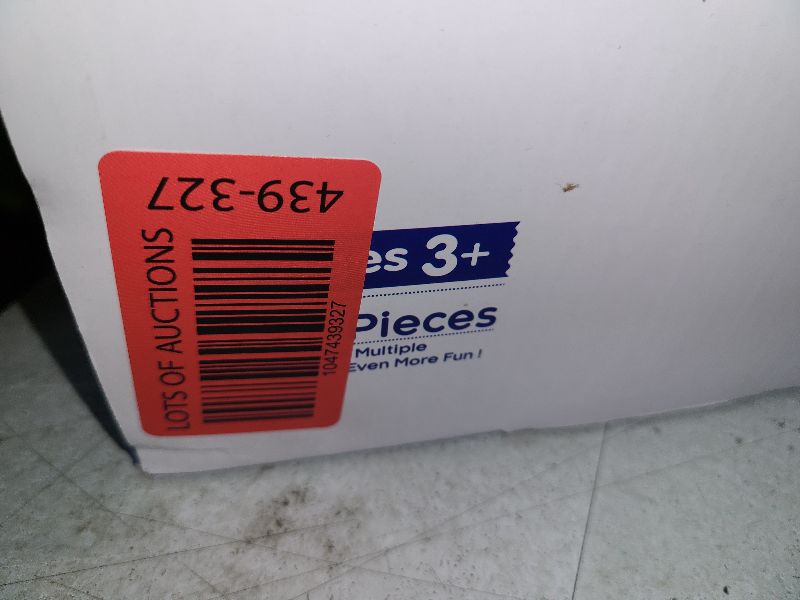 439-327
LOTS OF AUCTIONS
1047439327
es 3+
Pieces
Multiple
Even More Fun !